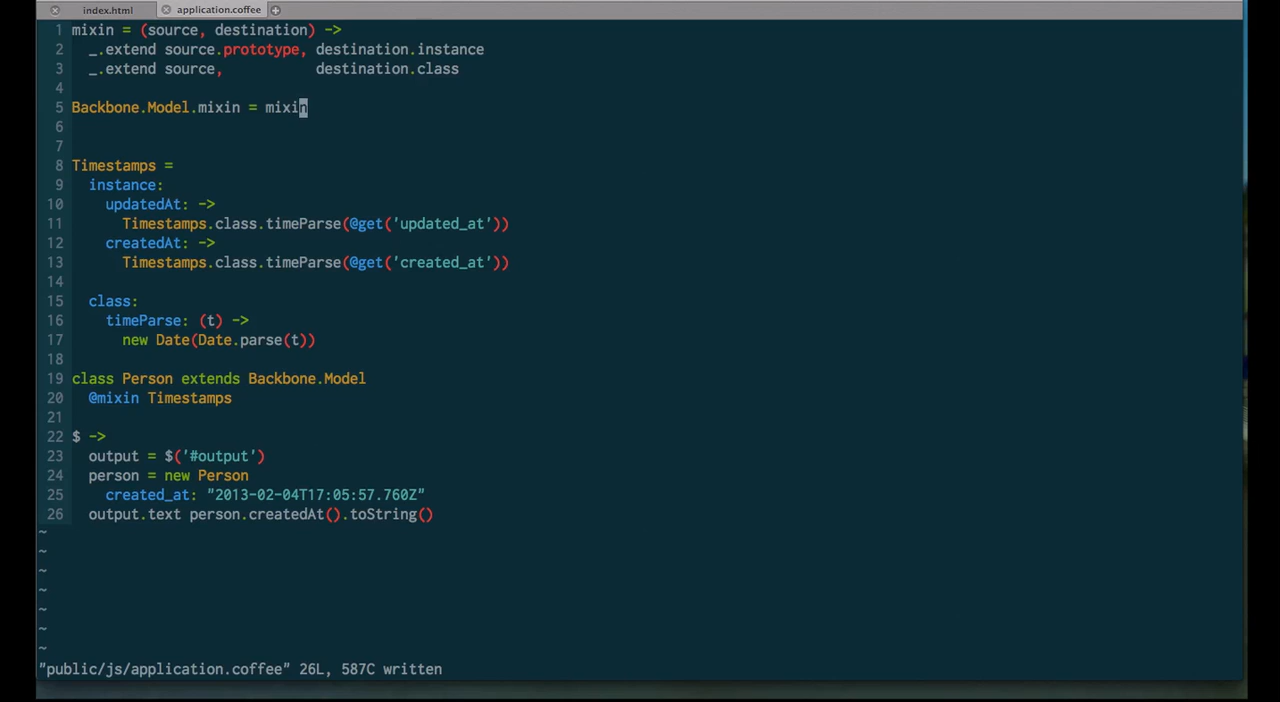 index.html application.coffee
1 mixin = (source, destination) ->
2 _.extend source.prototype, destination.instance
3 _.extend source, destination.class
4
5 Backbone.Model.mixin = mixin
6
7
8 Timestamps =
9 instance:
10 updatedAt: ->
11 Timestamps.class.timeParse(@get('updated_at'))
12 createdAt: ->
13 Timestamps.class.timeParse(@get('created_at'))
14
15 class:
16 timeParse: (t) ->
17 new Date(Date.parse(t))
18
19 class Person extends Backbone.Model
20 @mixin Timestamps
21
22 $ ->
23 output = $('#output')
24 person = new Person
25 created_at: "2013-02-04T17:05:57.760Z"
26 output.text person.createdAt().toString()
~
~
~
~
~
~
~
"public/js/application.coffee" 26L, 587C written